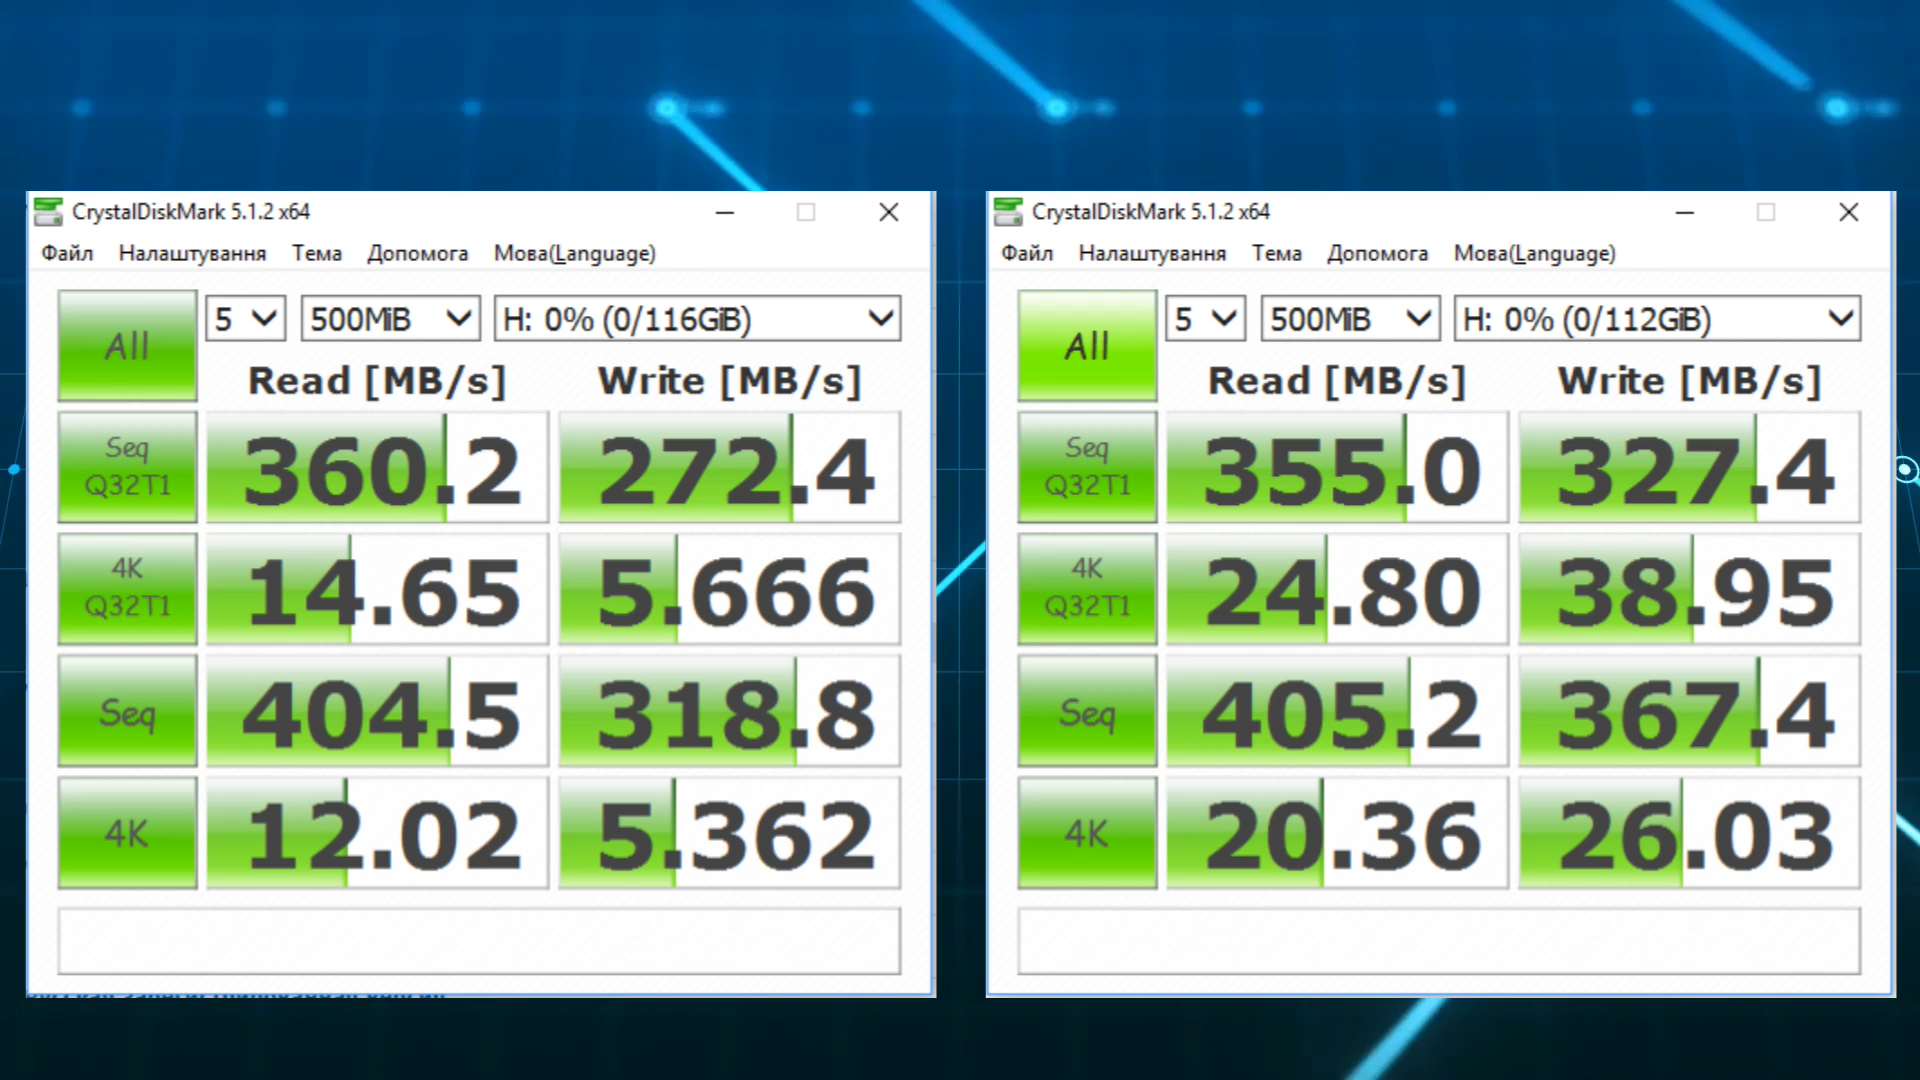 CrystalDiskMark 5.1.2 x64
Файл Налаштування Тема Допомога Мова(Language)
All 5 500MiB H: 0% (0/116GiB)
Read [MB/s] Write [MB/s]
Seq Q32T1 360.2 272.4
4K Q32T1 14.65 5.666
Seq 404.5 318.8
4K 12.02 5.362
CrystalDiskMark 5.1.2 x64
Файл Налаштування Тема Допомога Мова(Language)
All 5 500MiB H: 0% (0/112GiB)
Read [MB/s] Write [MB/s]
Seq Q32T1 355.0 327.4
4K Q32T1 24.80 38.95
Seq 405.2 367.4
4K 20.36 26.03